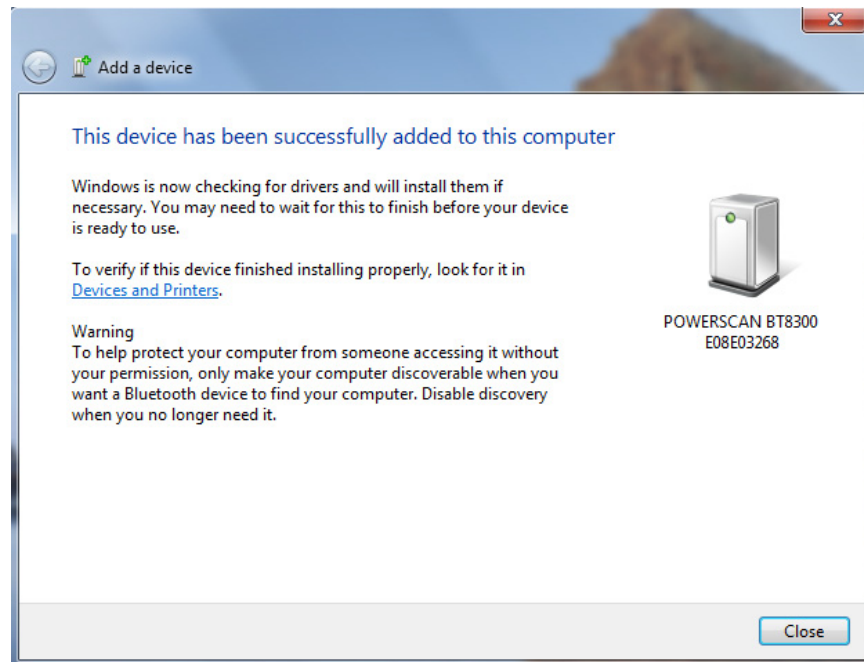 Add a device
This device has been successfully added to this computer
Windows is now checking for drivers and will install them if
necessary. You may need to wait for this to finish before your device
is ready to use.
To verify if this device finished installing properly, look for it in
Devices and Printers.
Warning
To help protect your computer from someone accessing it without
your permission, only make your computer discoverable when you
want a Bluetooth device to find your computer. Disable discovery
when you no longer need it.
POWERSCAN BT8300
E08E03268
Close